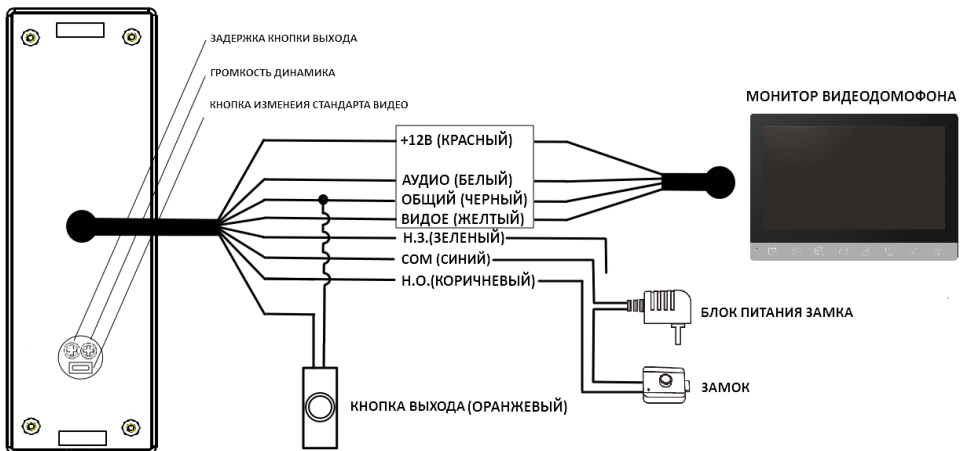 ЗАДЕРЖКА КНОПКИ ВЫХОДА
ГРОМКОСТЬ ДИНАМИКА
КНОПКА ИЗМЕНЕИЯ СТАНДАРТА ВИДЕО
МОНИТОР ВИДЕОДОМОФОНА
+12В (КРАСНЫЙ)
АУДИО (БЕЛЫЙ)
ОБЩИЙ (ЧЕРНЫЙ)
ВИДОЕ (ЖЕЛТЫЙ)
Н.З.(ЗЕЛЕНЫЙ)
COM (СИНИЙ)
Н.О.(КОРИЧНЕВЫЙ)
БЛОК ПИТАНИЯ ЗАМКА
ЗАМОК
КНОПКА ВЫХОДА (ОРАНЖЕВЫЙ)